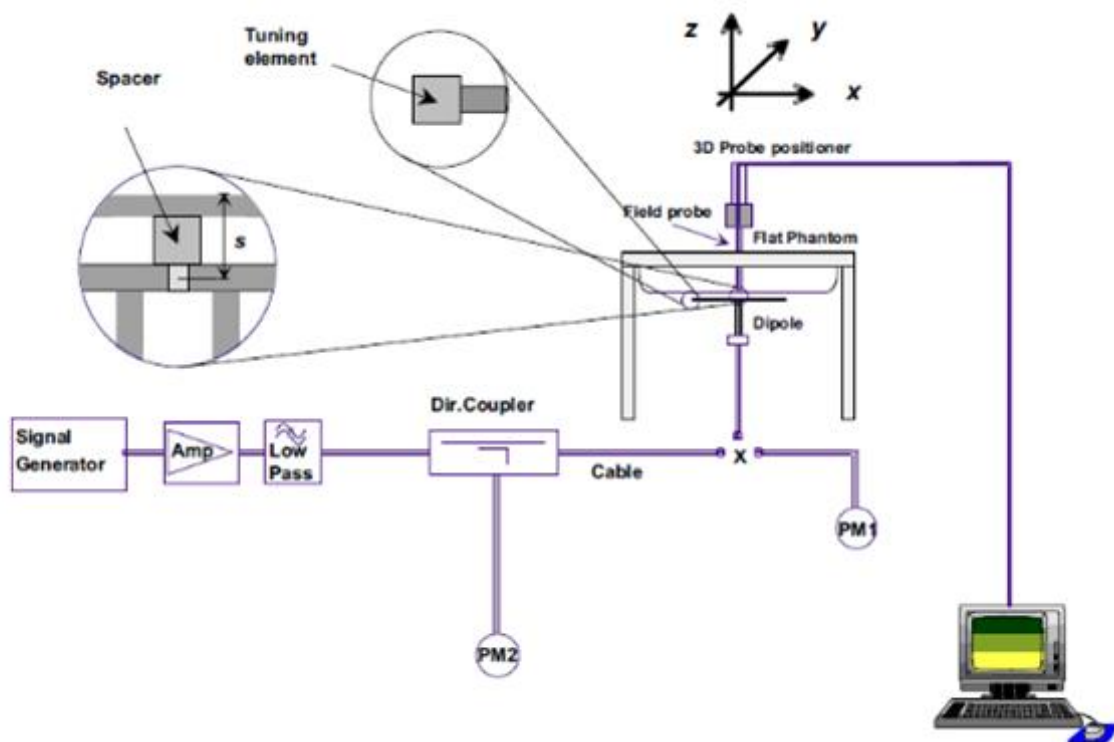 Tuning
element
Spacer
z
y
x
3D Probe positioner
Field probe
Flat Phantom
s
Dipole
Dir.Coupler
Signal
Generator
Amp
Low
Pass
Cable
X
PM1
PM2